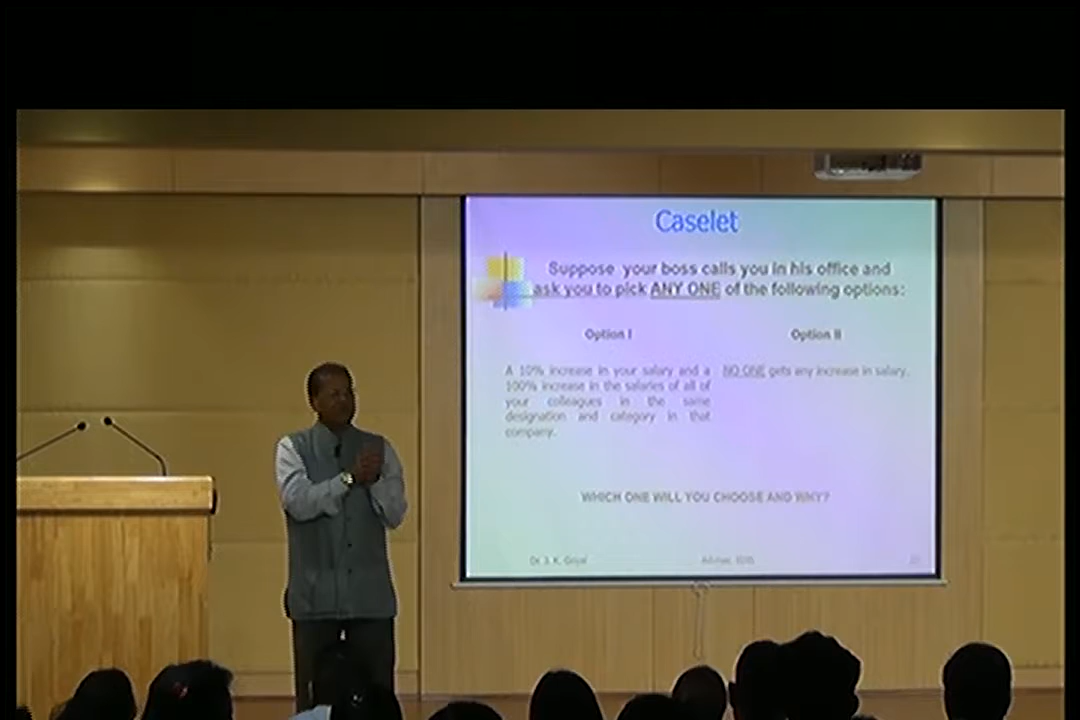 Caselet
Suppose your boss calls you in his office and
ask you to pick ANY ONE of the following options:
Option I
A 10% increase in your salary and a
100% increase in the salaries of all of
your colleagues in the same
designation and category in that
company.
Option II
NO ONE gets any increase in salary.
WHICH ONE WILL YOU CHOOSE AND WHY?
Dr. J. K. Goyal